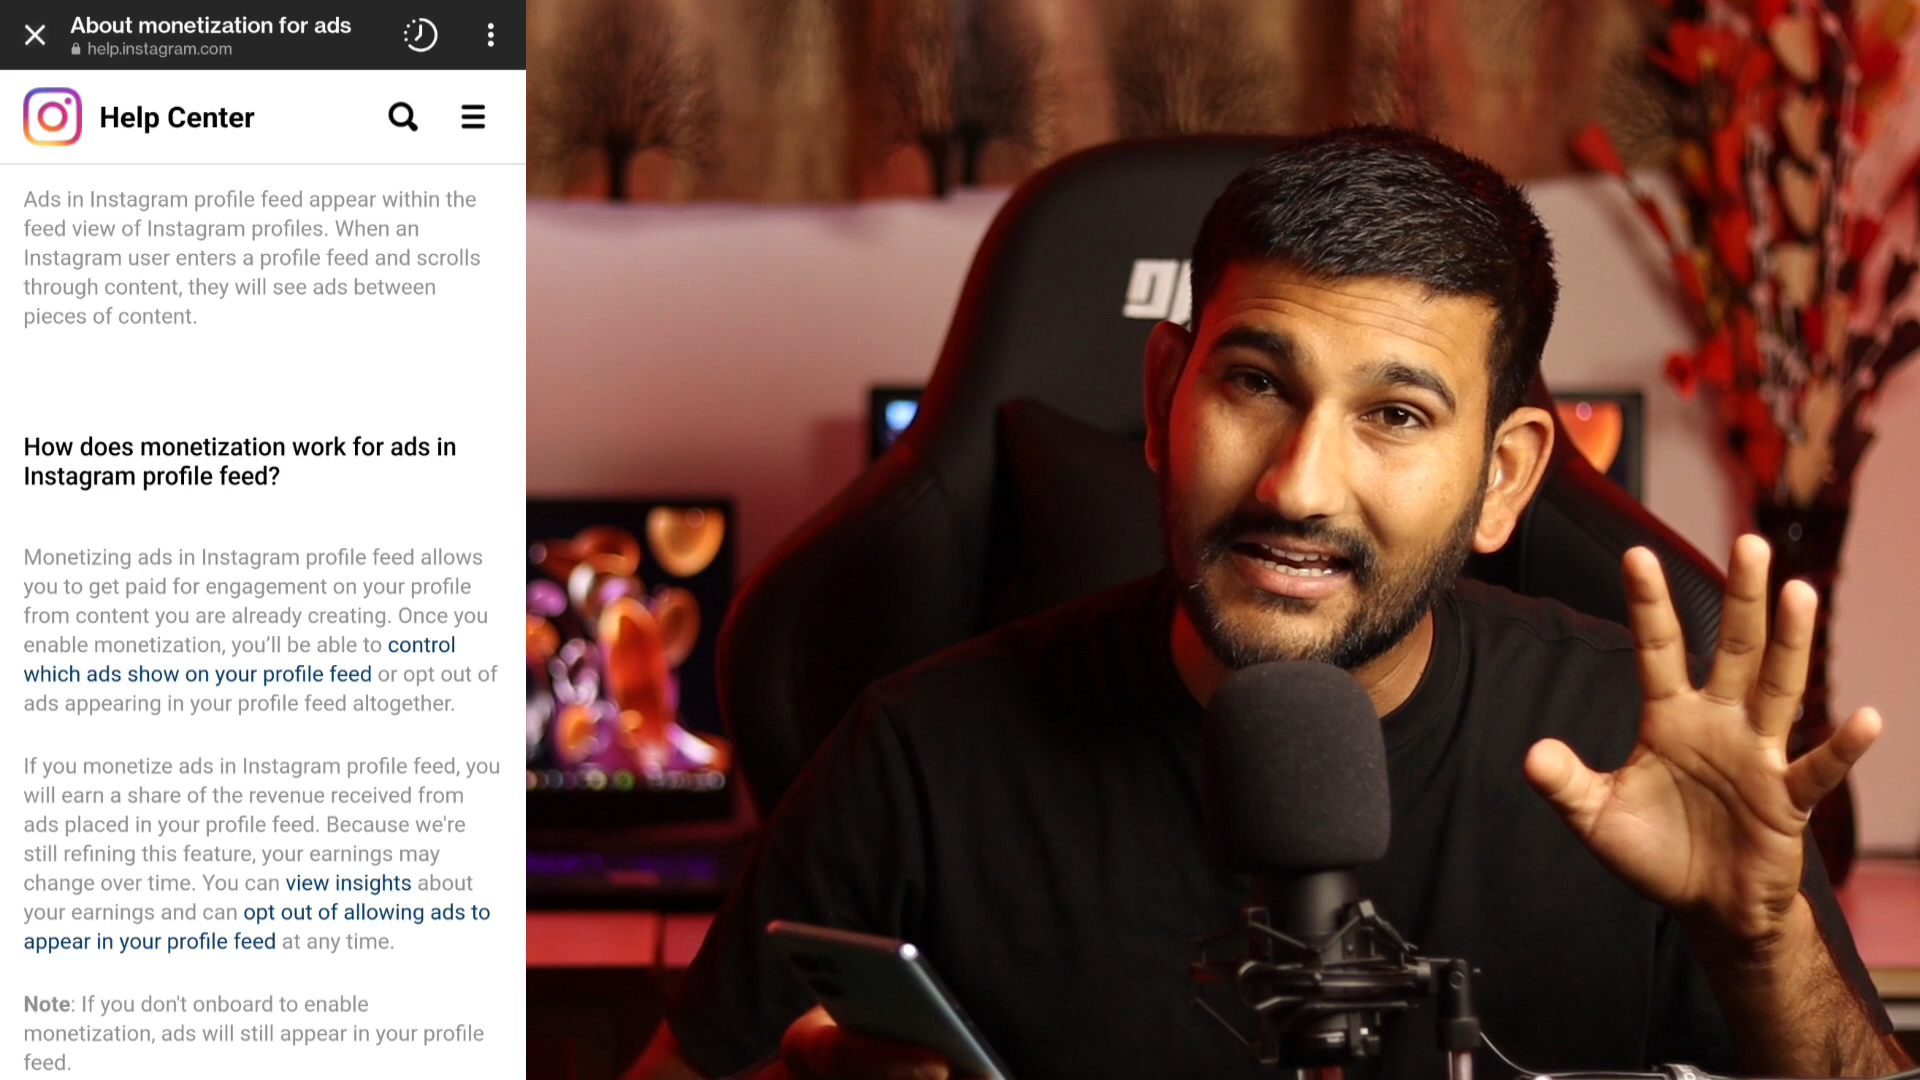 About monetization for ads
help.instagram.com
Help Center
Ads in Instagram profile feed appear within the
feed view of Instagram profiles. When an
Instagram user enters a profile feed and scrolls
through content, they will see ads between
pieces of content.
How does monetization work for ads in
Instagram profile feed?
Monetizing ads in Instagram profile feed allows
you to get paid for engagement on your profile
from content you are already creating. Once you
enable monetization, you’ll be able to control
which ads show on your profile feed or opt out of
ads appearing in your profile feed altogether.
If you monetize ads in Instagram profile feed, you
will earn a share of the revenue received from
ads placed in your profile feed. Because we're
still refining this feature, your earnings may
change over time. You can view insights about
your earnings and can opt out of allowing ads to
appear in your profile feed at any time.
Note: If you don't onboard to enable
monetization, ads will still appear in your profile
feed.